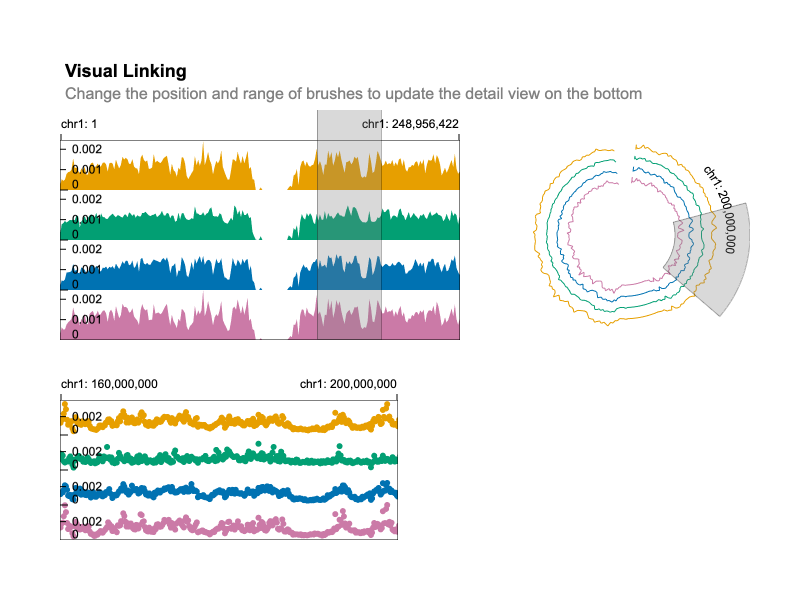 Visual Linking
Change the position and range of brushes to update the detail view on the bottom
chr1: 1
chr1: 248,956,422
0.002
0.001
0
0.002
0.001
0
0.002
0.001
0
0.002
0.001
0
chr1: 200,000,000
chr1: 160,000,000
chr1: 200,000,000
0.002
0
0.002
0
0.002
0
0.002
0